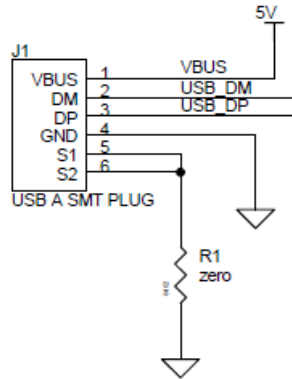 5V
J1
VBUS 1 VBUS
DM 2 USB_DM
DP 3 USB_DP
GND 4
S1 5
S2 6
USB A SMT PLUG
R1
zero